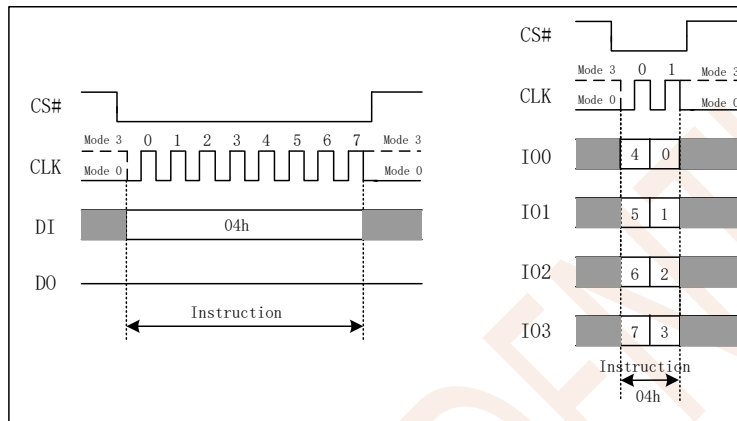 CS#
Mode 3 0 1 2 3 4 5 6 7 Mode 3
CLK Mode 0 Mode 0
DI 04h
DO
Instruction
CS#
Mode 3 0 1 Mode 3
CLK Mode 0 Mode 0
IO0 4 0
IO1 5 1
IO2 6 2
IO3 7 3
Instruction
04h